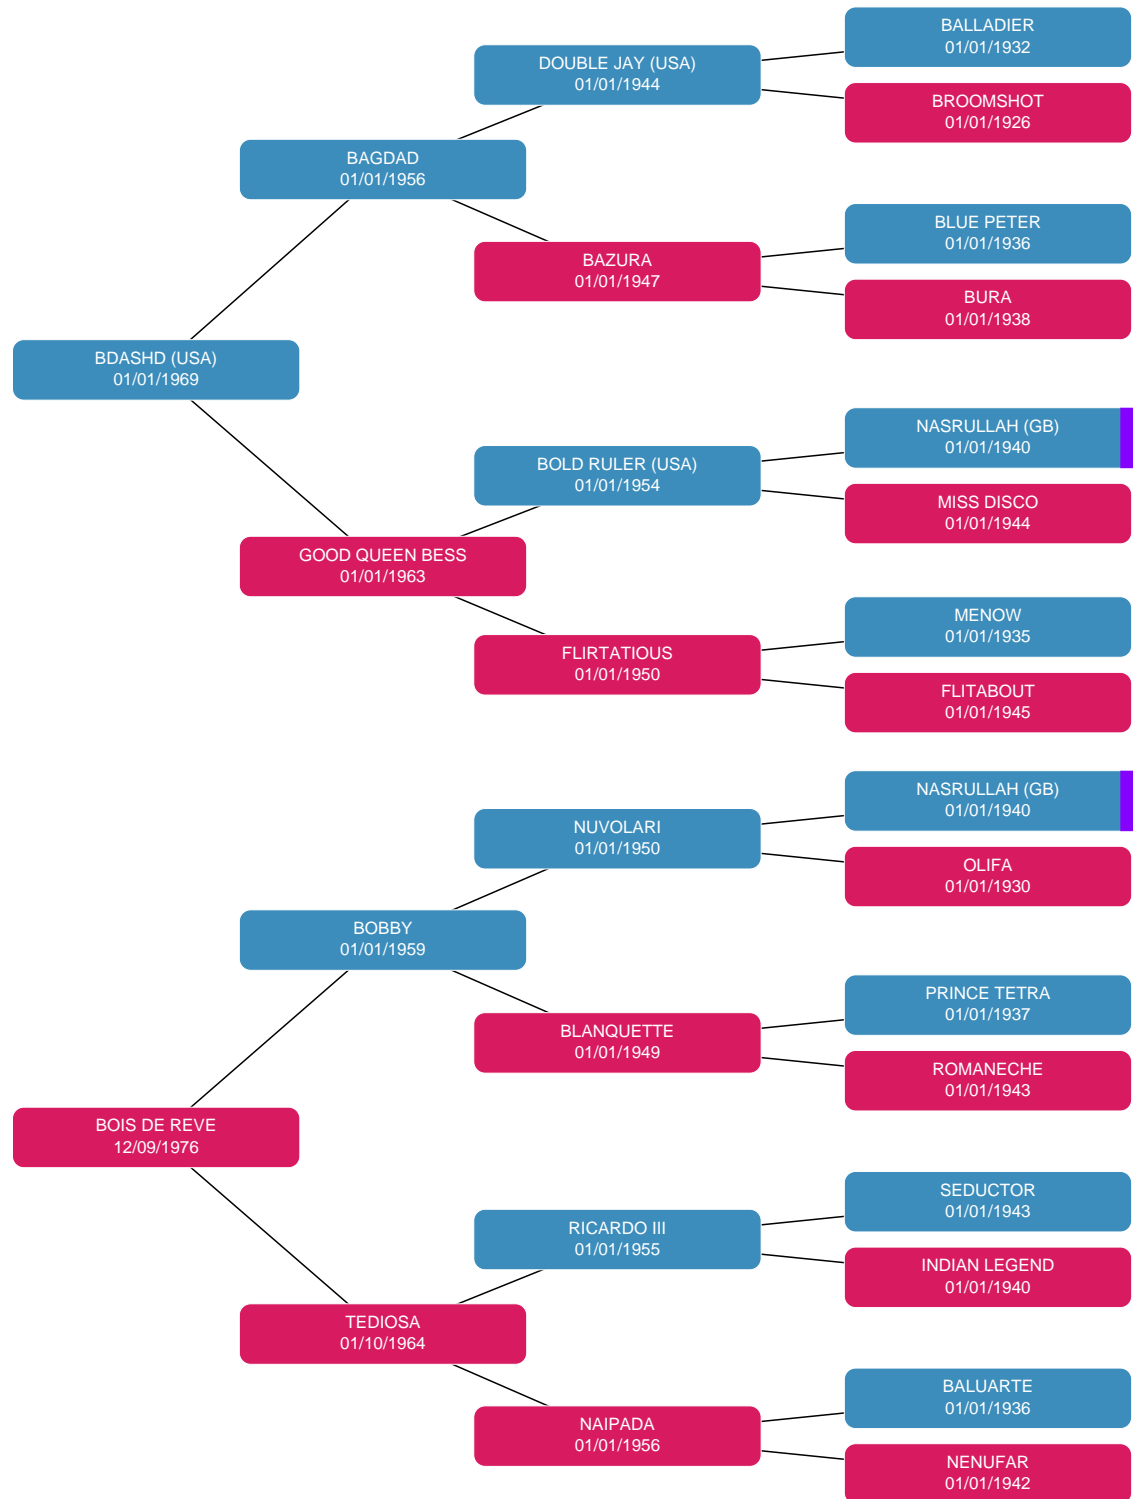 BALLADIER
01/01/1932
DOUBLE JAY (USA)
01/01/1944
BROOMSHOT
01/01/1926
BAGDAD
01/01/1956
BLUE PETER
01/01/1936
BAZURA
01/01/1947
BURA
01/01/1938
BDASHD (USA)
01/01/1969
NASRULLAH (GB)
01/01/1940
BOLD RULER (USA)
01/01/1954
MISS DISCO
01/01/1944
GOOD QUEEN BESS
01/01/1963
MENOW
01/01/1935
FLIRTATIOUS
01/01/1950
FLITABOUT
01/01/1945
NASRULLAH (GB)
01/01/1940
NUVOLARI
01/01/1950
OLIFA
01/01/1930
BOBBY
01/01/1959
PRINCE TETRA
01/01/1937
BLANQUETTE
01/01/1949
ROMANECHE
01/01/1943
BOIS DE REVE
12/09/1976
SEDUCTOR
01/01/1943
RICARDO III
01/01/1955
INDIAN LEGEND
01/01/1940
TEDIOSA
01/10/1964
BALUARTE
01/01/1936
NAIPADA
01/01/1956
NENUFAR
01/01/1942